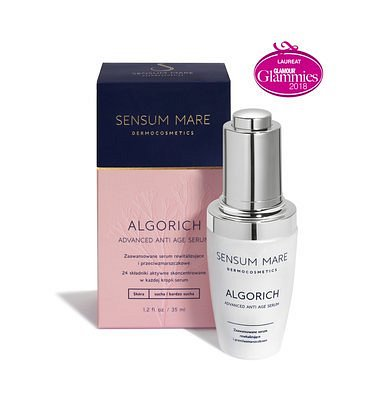 LAUREAT
GLAMOUR
Glammies
2018
SENSUM MARE
DERMOCOSMETICS
ALGORICH
ADVANCED ANTI AGE SERUM
Zaawansowane serum rewitalizujące
i przeciwzmarszczkowe
24 składniki aktywne skoncentrowane
w każdej kropli serum
Skóra sucha / bardzo sucha
1.2 fl. oz / 35 ml
SENSUM MARE
DERMOCOSMETICS
ALGORICH
ADVANCED ANTI AGE SERUM
Zaawansowane serum
rewitalizujące
i przeciwzmarszczkowe